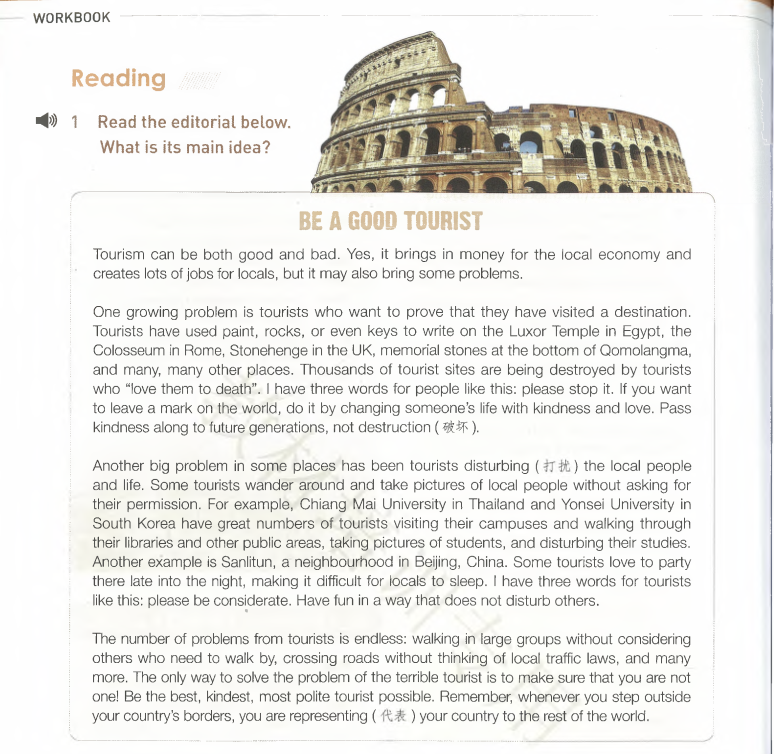 WORKBOOK
Reading
1 Read the editorial below.
What is its main idea?
BE A GOOD TOURIST
Tourism can be both good and bad. Yes, it brings in money for the local economy and
creates lots of jobs for locals, but it may also bring some problems.
One growing problem is tourists who want to prove that they have visited a destination.
Tourists have used paint, rocks, or even keys to write on the Luxor Temple in Egypt, the
Colosseum in Rome, Stonehenge in the UK, memorial stones at the bottom of Qomolangma,
and many, many other places. Thousands of tourist sites are being destroyed by tourists
who “love them to death”. I have three words for people like this: please stop it. If you want
to leave a mark on the world, do it by changing someone’s life with kindness and love. Pass
kindness along to future generations, not destruction (破坏).
Another big problem in some places has been tourists disturbing (打扰) the local people
and life. Some tourists wander around and take pictures of local people without asking for
their permission. For example, Chiang Mai University in Thailand and Yonsei University in
South Korea have great numbers of tourists visiting their campuses and walking through
their libraries and other public areas, taking pictures of students, and disturbing their studies.
Another example is Sanlitun, a neighbourhood in Beijing, China. Some tourists love to party
there late into the night, making it difficult for locals to sleep. I have three words for tourists
like this: please be considerate. Have fun in a way that does not disturb others.
The number of problems from tourists is endless: walking in large groups without considering
others who need to walk by, crossing roads without thinking of local traffic laws, and many
more. The only way to solve the problem of the terrible tourist is to make sure that you are not
one! Be the best, kindest, most polite tourist possible. Remember, whenever you step outside
your country’s borders, you are representing (代表) your country to the rest of the world.